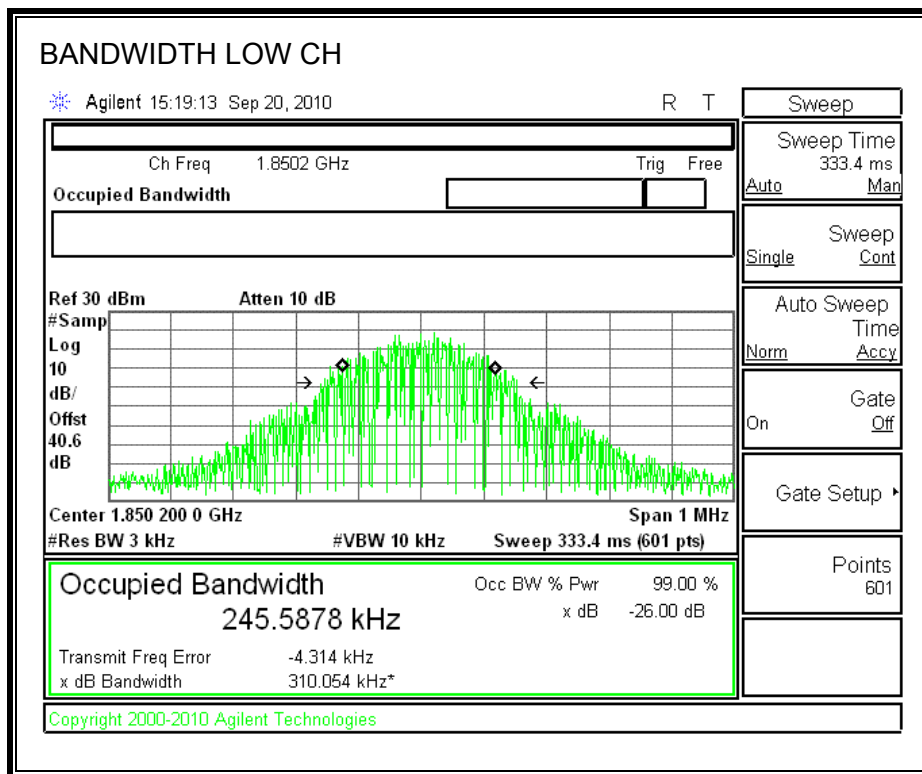 BANDWIDTH LOW CH
Agilent 15:19:13 Sep 20, 2010 R T
Sweep
Ch Freq 1.8502 GHz Trig Free
Occupied Bandwidth
Sweep Time
333.4 ms
Auto Man
Sweep
Single Cont
Ref 30 dBm Atten 10 dB
#Samp
Log
10
dB/
Offst
40.6
dB
Auto Sweep
Time
Norm Accy
Gate
On Off
Gate Setup
Center 1.850 200 0 GHz Span 1 MHz
#Res BW 3 kHz #VBW 10 kHz Sweep 333.4 ms (601 pts)
Points
601
Occupied Bandwidth Occ BW % Pwr 99.00 %
245.5878 kHz x dB -26.00 dB
Transmit Freq Error -4.314 kHz
x dB Bandwidth 310.054 kHz*
Copyright 2000-2010 Agilent Technologies